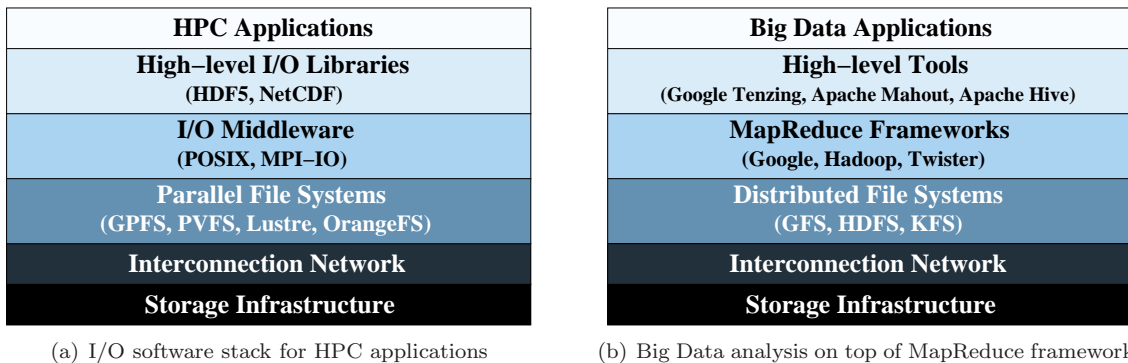 HPC Applications
High–level I/O Libraries
(HDF5, NetCDF)
I/O Middleware
(POSIX, MPI–IO)
Parallel File Systems
(GPFS, PVFS, Lustre, OrangeFS)
Interconnection Network
Storage Infrastructure
(a) I/O software stack for HPC applications
Big Data Applications
High–level Tools
(Google Tenzing, Apache Mahout, Apache Hive)
MapReduce Frameworks
(Google, Hadoop, Twister)
Distributed File Systems
(GFS, HDFS, KFS)
Interconnection Network
Storage Infrastructure
(b) Big Data analysis on top of MapReduce framework